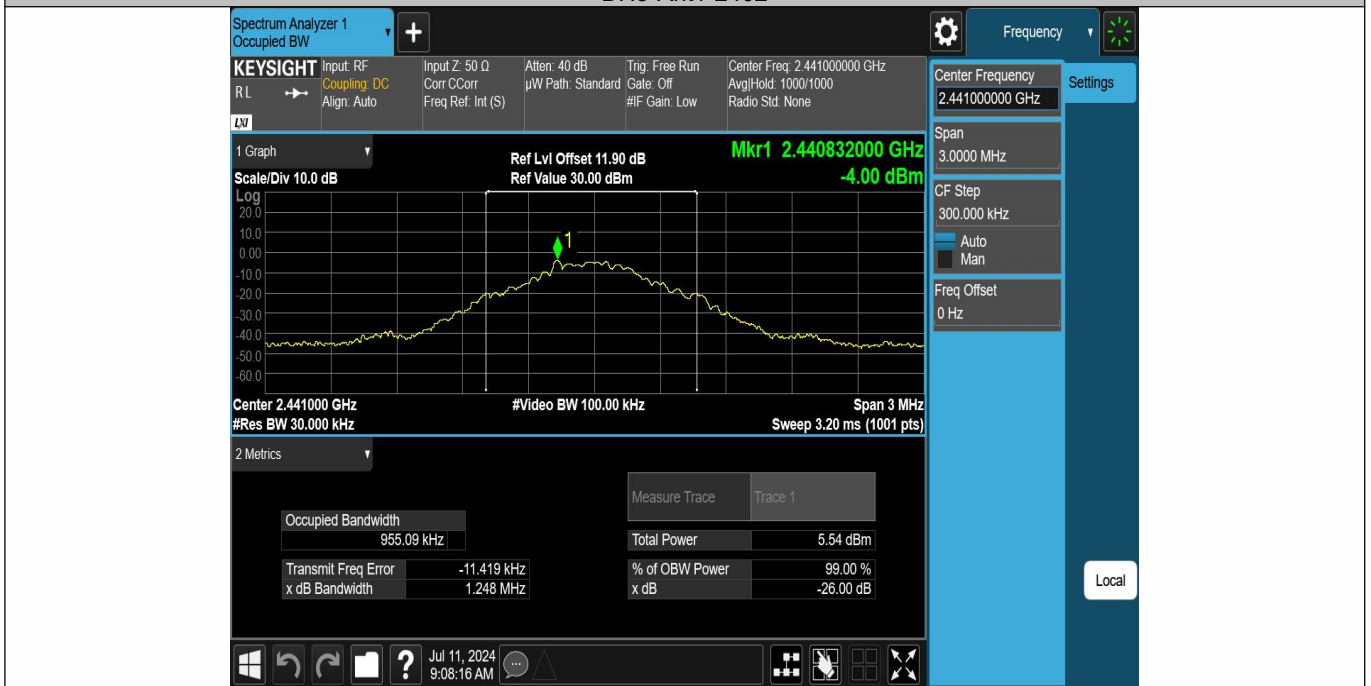 Spectrum Analyzer 1
Occupied BW
Frequency
KEYSIGHT
R L
LXI
Input: RF
Coupling: DC
Align: Auto
Input Z: 50 Ω
Corr CCorr
Freq Ref: Int (S)
Atten: 40 dB
µW Path: Standard
Trig: Free Run
Gate: Off
#IF Gain: Low
Center Freq: 2.441000000 GHz
Avg|Hold: 1000/1000
Radio Std: None
Center Frequency
2.441000000 GHz
Settings
Span
3.0000 MHz
CF Step
300.000 kHz
Auto
Man
Freq Offset
0 Hz
Local
1 Graph
Scale/Div 10.0 dB
Ref Lvl Offset 11.90 dB
Ref Value 30.00 dBm
Mkr1 2.440832000 GHz
-4.00 dBm
Log
20.0
10.0
0.00
-10.0
-20.0
-30.0
-40.0
-50.0
-60.0
1
Center 2.441000 GHz
#Video BW 100.00 kHz
Span 3 MHz
#Res BW 30.000 kHz
Sweep 3.20 ms (1001 pts)
2 Metrics
Measure Trace Trace 1
Occupied Bandwidth
955.09 kHz
Total Power 5.54 dBm
Transmit Freq Error -11.419 kHz
% of OBW Power 99.00 %
x dB Bandwidth 1.248 MHz
x dB -26.00 dB
?
Jul 11, 2024
9:08:16 AM